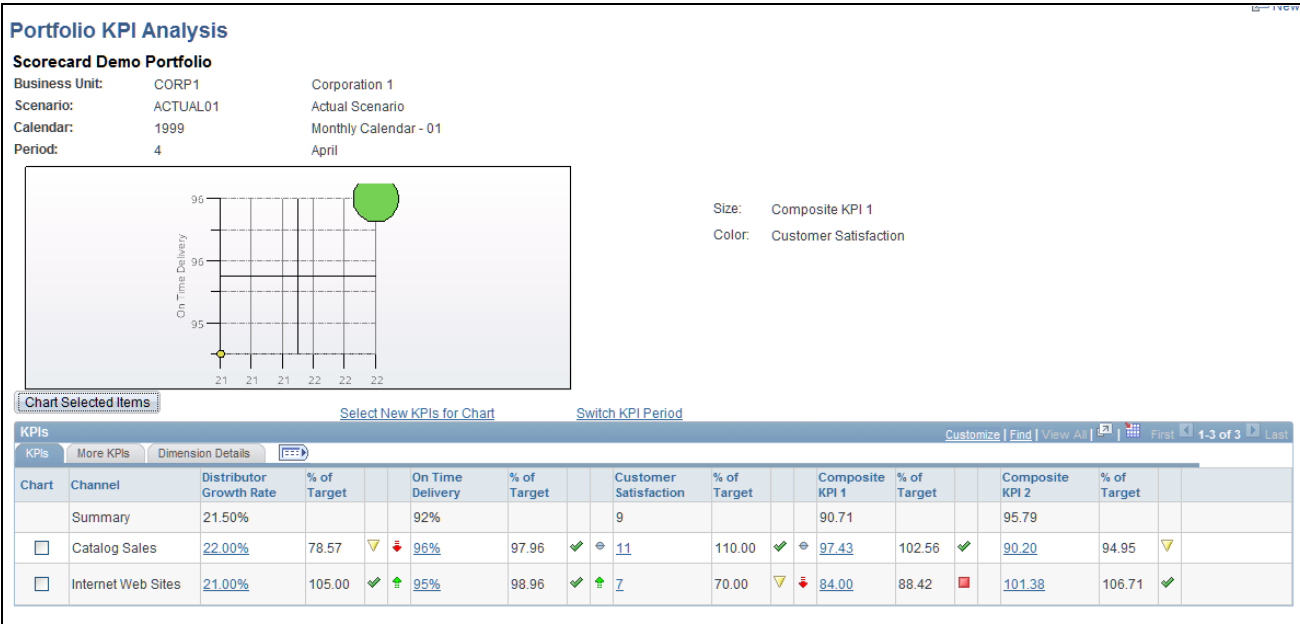 New
Portfolio KPI Analysis
Scorecard Demo Portfolio
Business Unit: CORP1 Corporation 1
Scenario: ACTUAL01 Actual Scenario
Calendar: 1999 Monthly Calendar - 01
Period: 4 April
96
96
95
On Time Delivery
21 21 21 22 22 22
Size: Composite KPI 1
Color: Customer Satisfaction
Chart Selected Items
Select New KPIs for Chart Switch KPI Period
KPIs Customize | Find | View All | | First 1-3 of 3 Last
KPIs More KPIs Dimension Details
Chart Channel Distributor Growth Rate % of Target On Time Delivery % of Target Customer Satisfaction % of Target Composite KPI 1 % of Target Composite KPI 2 % of Target
Summary 21.50% 92% 9 90.71 95.79
Catalog Sales 22.00% 78.57 96% 97.96 11 110.00 97.43 102.56 90.20 94.95
Internet Web Sites 21.00% 105.00 95% 98.96 7 70.00 84.00 88.42 101.38 106.71